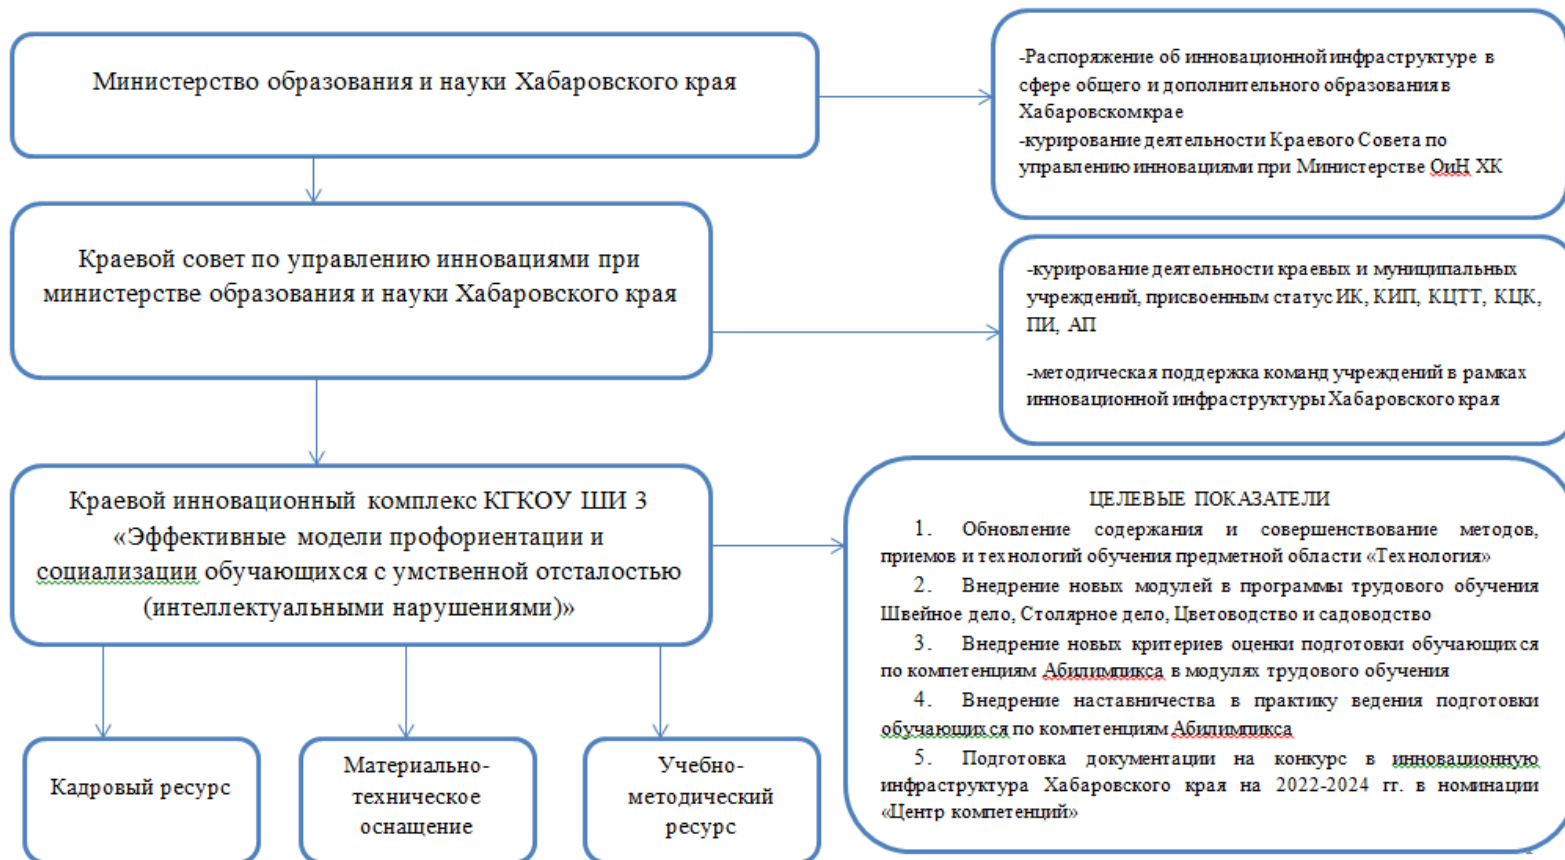 Министерство образования и науки Хабаровского края
-Распоряжение об инновационной инфраструктуре в
сфере общего и дополнительного образования в
Хабаровскомкрае
-курирование деятельности Краевого Совета по
управлению инновациями при Министерстве ОиН ХК
Краевой совет по управлению инновациями при
министерстве образования и науки Хабаровского края
-курирование деятельности краевых и муниципальных
учреждений, присвоенным статус ИК, КИП, КЦТТ, КЦК,
ПИ, АП
-методическая поддержка команд учреждений в рамках
инновационной инфраструктуры Хабаровского края
Краевой инновационный комплекс КГКОУ ШИ 3
«Эффективные модели профориентации и
социализации обучающихся с умственной отсталостью
(интеллектуальными нарушениями)»
ЦЕЛЕВЫЕ ПОКАЗАТЕЛИ
1. Обновление содержания и совершенствование методов,
приемов и технологий обучения предметной области «Технология»
2. Внедрение новых модулей в программы трудового обучения
Швейное дело, Столярное дело, Цветоводство и садоводство
3. Внедрение новых критериев оценки подготовки обучающихся
по компетенциям Абилимпикса в модулях трудового обучения
4. Внедрение наставничества в практику ведения подготовки
обучающихся по компетенциям Абилимпикса
5. Подготовка документации на конкурс в инновационную
инфраструктура Хабаровского края на 2022-2024 гг. в номинации
«Центр компетенций»
Кадровый ресурс
Материально-
техническое
оснащение
Учебно-
методический
ресурс